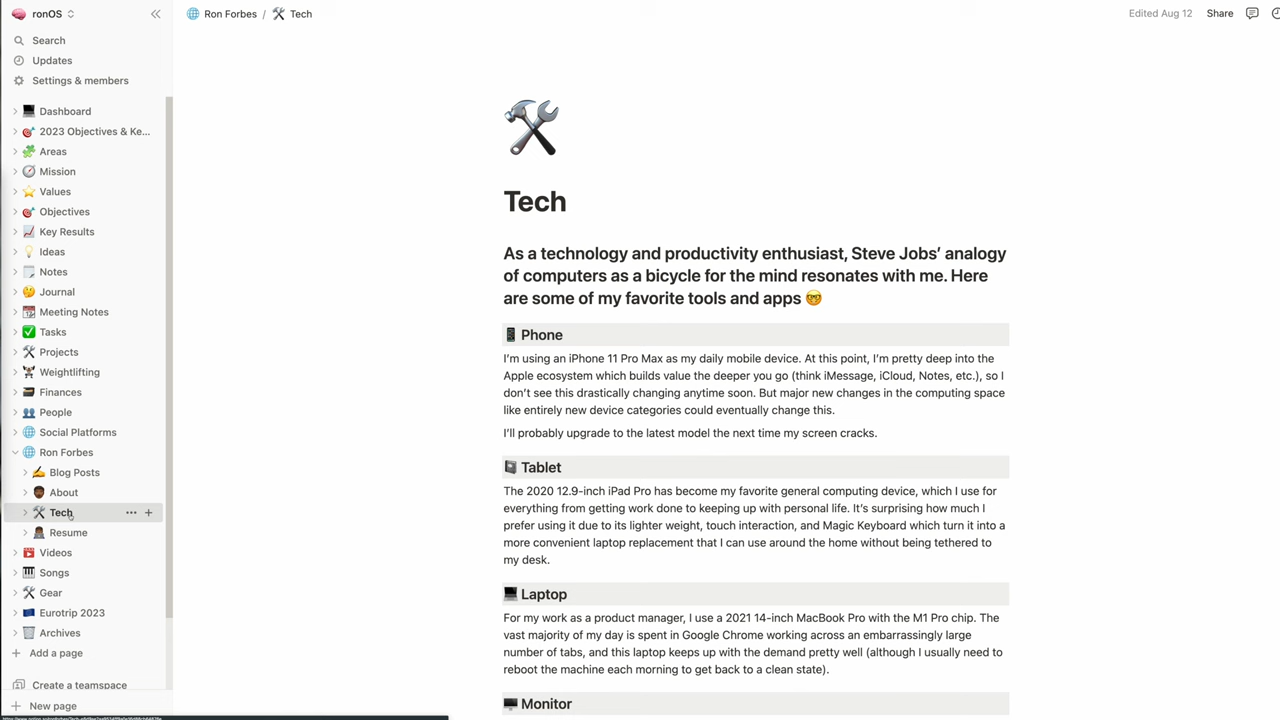 ronOS
Ron Forbes / Tech
Edited Aug 12
Share
Search
Updates
Settings & members
Dashboard
2023 Objectives & Ke...
Areas
Mission
Values
Objectives
Key Results
Ideas
Notes
Journal
Meeting Notes
Tasks
Projects
Weightlifting
Finances
People
Social Platforms
Ron Forbes
Blog Posts
About
Tech
Resume
Videos
Songs
Gear
Eurotrip 2023
Archives
Add a page
Create a teamspace
New page
Tech
As a technology and productivity enthusiast, Steve Jobs’ analogy
of computers as a bicycle for the mind resonates with me. Here
are some of my favorite tools and apps 🤓
Phone
I’m using an iPhone 11 Pro Max as my daily mobile device. At this point, I’m pretty deep into the
Apple ecosystem which builds value the deeper you go (think iMessage, iCloud, Notes, etc.), so I
don’t see this drastically changing anytime soon. But major new changes in the computing space
like entirely new device categories could eventually change this.
I’ll probably upgrade to the latest model the next time my screen cracks.
Tablet
The 2020 12.9-inch iPad Pro has become my favorite general computing device, which I use for
everything from getting work done to keeping up with personal life. It’s surprising how much I
prefer using it due to its lighter weight, touch interaction, and Magic Keyboard which turn it into a
more convenient laptop replacement that I can use around the home without being tethered to
my desk.
Laptop
For my work as a product manager, I use a 2021 14-inch MacBook Pro with the M1 Pro chip. The
vast majority of my day is spent in Google Chrome working across an embarrassingly large
number of tabs, and this laptop keeps up with the demand pretty well (although I usually need to
reboot the machine each morning to get back to a clean state).
Monitor